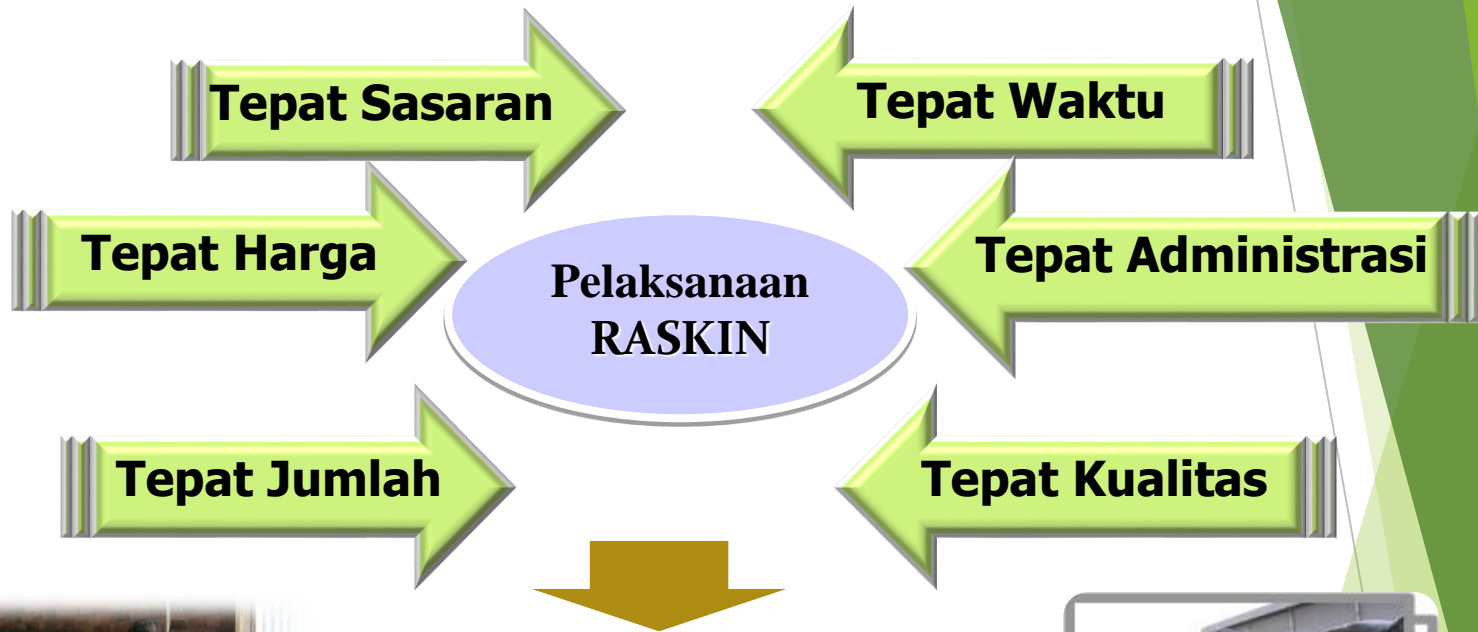 Tepat Sasaran
Tepat Waktu
Tepat Harga
Tepat Administrasi
Pelaksanaan
RASKIN
Tepat Jumlah
Tepat Kualitas